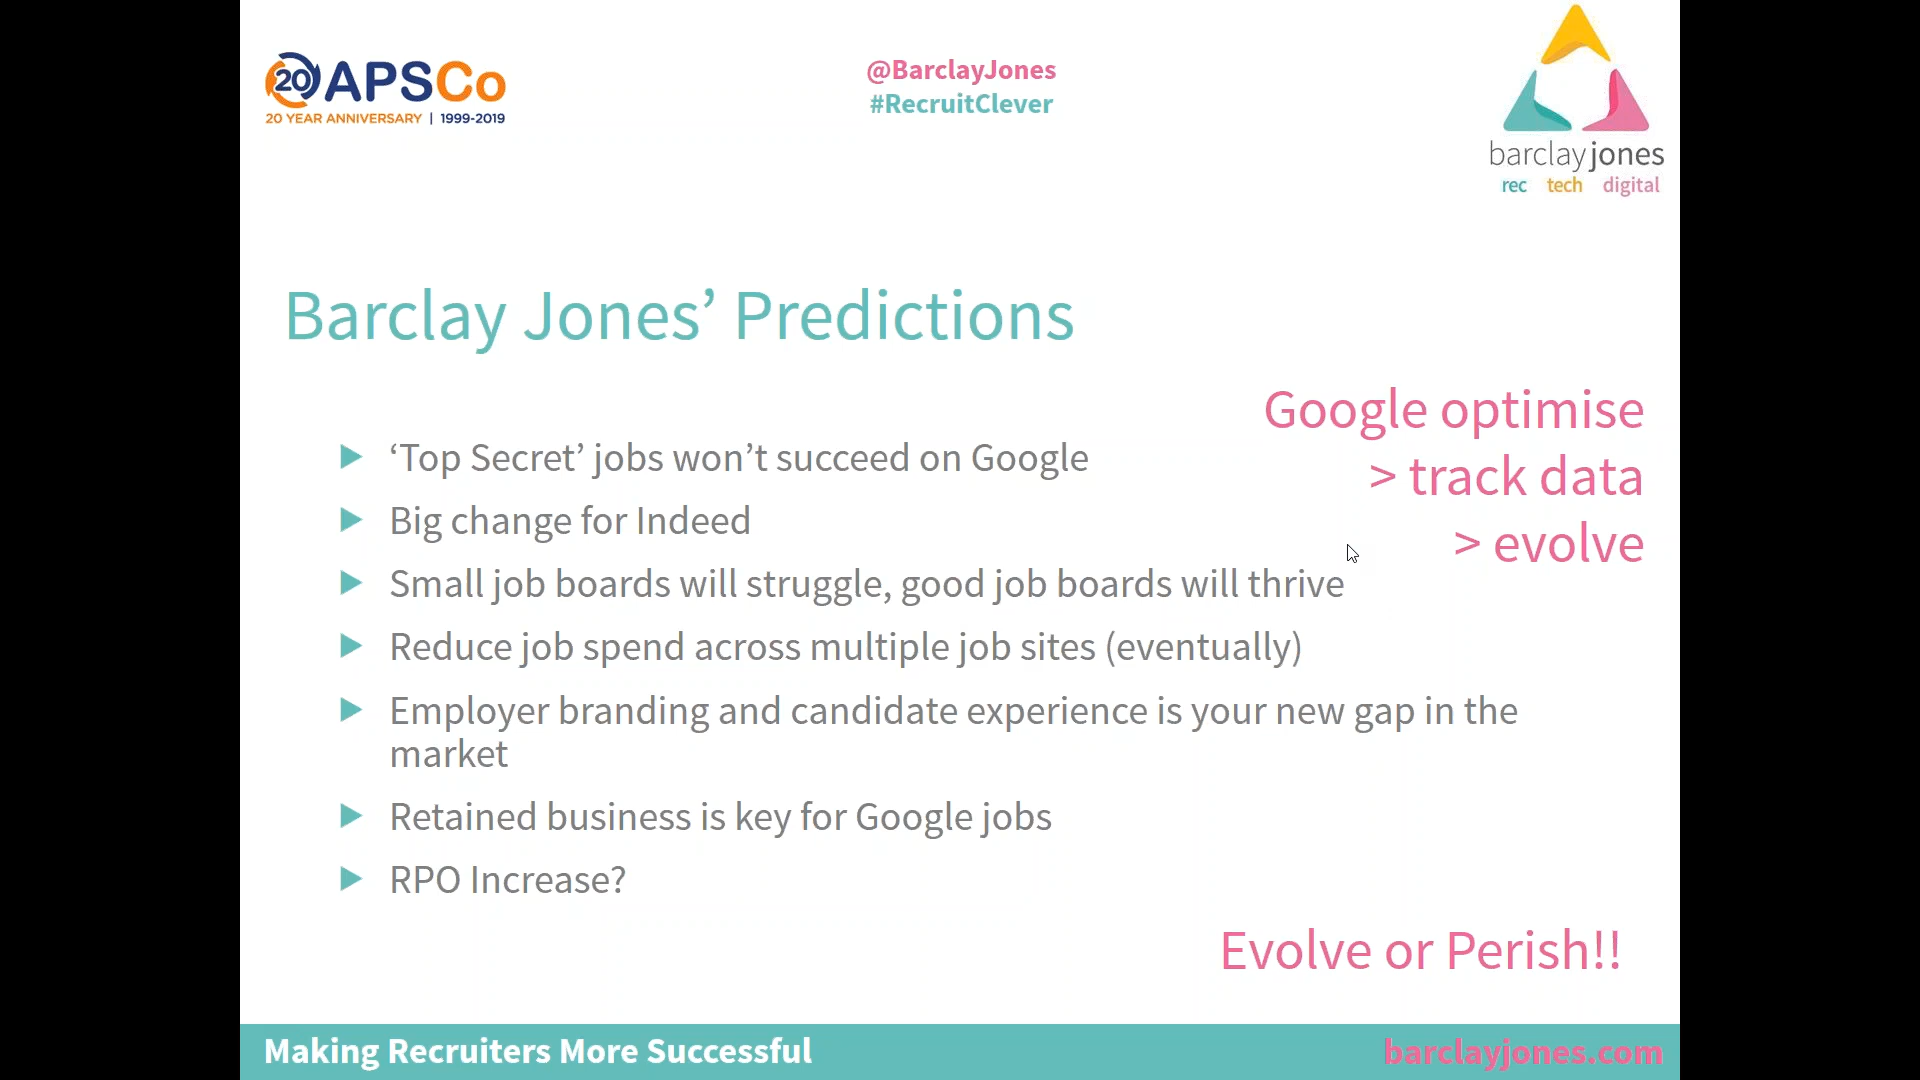 20 APSCo
20 YEAR ANNIVERSARY | 1999-2019
@BarclayJones
#RecruitClever
barclayjones
rec tech digital
Barclay Jones’ Predictions
Google optimise
> track data
> evolve
‘Top Secret’ jobs won’t succeed on Google
Big change for Indeed
Small job boards will struggle, good job boards will thrive
Reduce job spend across multiple job sites (eventually)
Employer branding and candidate experience is your new gap in the
market
Retained business is key for Google jobs
RPO Increase?
Evolve or Perish!!
Making Recruiters More Successful
barclayjones.com